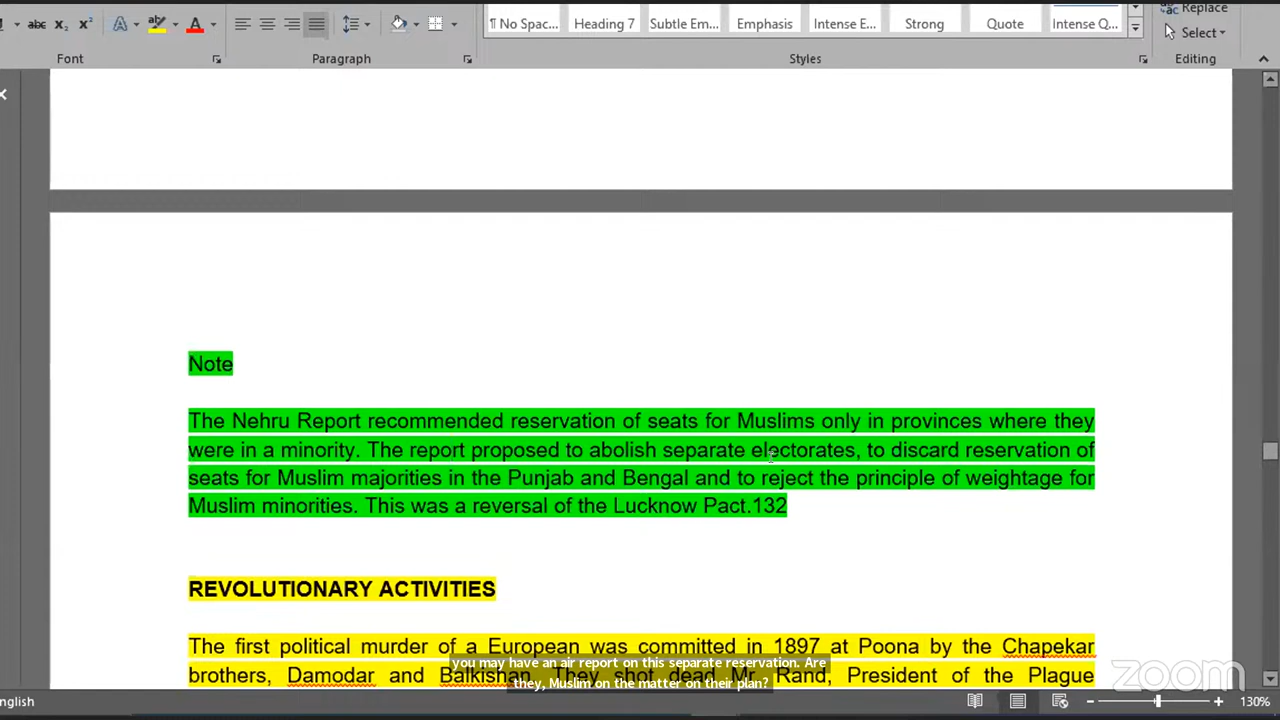 Replace
abc x₂ x² A A
¶ No Spac... Heading 7 Subtle Em... Emphasis Intense E... Strong Quote Intense Q...
Select
Font Paragraph Styles Editing
Note
The Nehru Report recommended reservation of seats for Muslims only in provinces where they
were in a minority. The report proposed to abolish separate electorates, to discard reservation of
seats for Muslim majorities in the Punjab and Bengal and to reject the principle of weightage for
Muslim minorities. This was a reversal of the Lucknow Pact.132
REVOLUTIONARY ACTIVITIES
The first political murder of a European was committed in 1897 at Poona by the Chapekar
you may have an air report on this separate reservation. Are
brothers, Damodar and Balkishan. They shot dead Mr. Rand, President of the Plague
they, Muslim on the matter on their plan?
zoom
nglish
130%